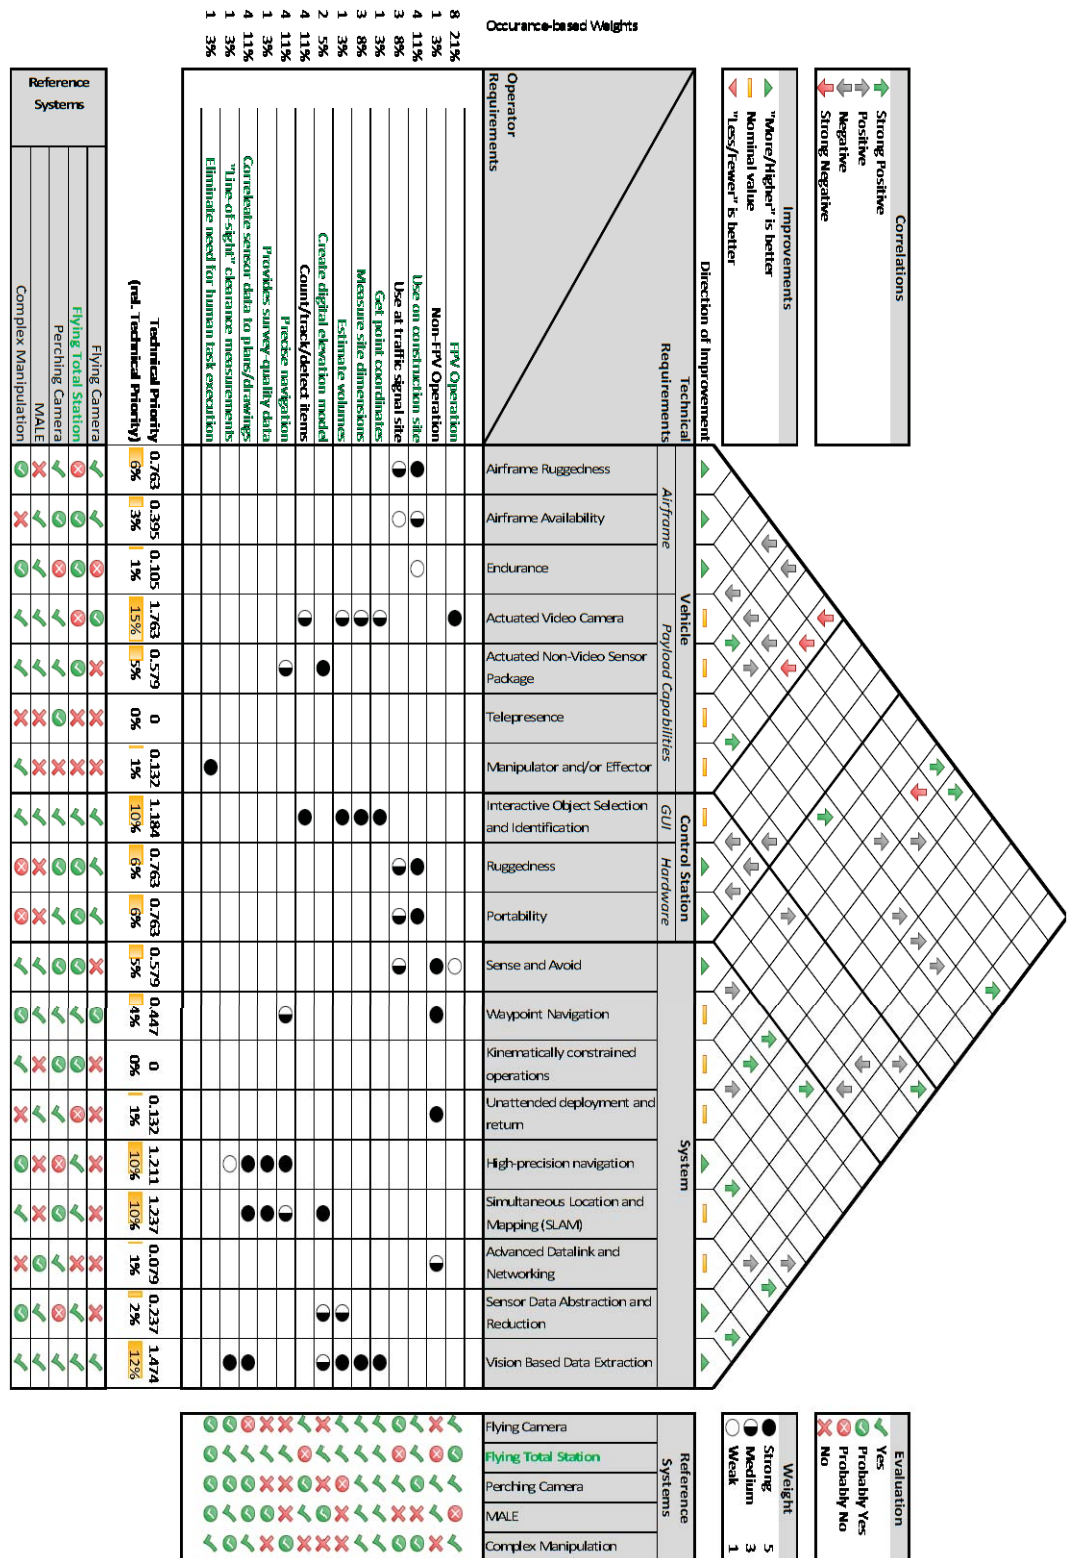 Correlations
Strong Positive
Positive
Negative
Strong Negative
Improvements
"More/Higher" is better
Nominal value
"Less/Fewer" is better
Evaluation
Yes
Probably Yes
Probably No
No
Weight
Strong 5
Medium 3
Weak 1
Direction of Improvement
Technical
Requirements
Operator
Requirements
Occurance-based Weights
Vehicle
Control Station
System
Airframe
Payload Capabilities
GUI
Hardware
Airframe Ruggedness
Airframe Availability
Endurance
Actuated Video Camera
Actuated Non-Video Sensor
Package
Telepresence
Manipulator and/or Effector
Interactive Object Selection
and Identification
Ruggedness
Portability
Sense and Avoid
Waypoint Navigation
Kinematically constrained
operations
Unattended deployment and
return
High-precision navigation
Simultaneous Location and
Mapping (SLAM)
Advanced Datalink and
Networking
Sensor Data Abstraction and
Reduction
Vision Based Data Extraction
Reference
Systems
Flying Camera
Flying Total Station
Perching Camera
MALE
Complex Manipulation
8 21% FPV Operation
1 3% Non-FPV Operation
4 11% Use on construction site
3 8% Use at traffic signal site
1 3% Get point coordinates
3 8% Measure site dimensions
1 3% Estimate volumes
2 5% Create digital elevation model
4 11% Count/track/detect items
4 11% Precise navigation
1 3% Provides survey-quality data
4 11% Correleate sensor data to plans/drawings
1 3% "Line-of-sight" clearance measurements
1 3% Eliminate need for human task execution
Technical Priority 0.763 0.395 0.105 1.763 0.579 0 0.132 1.184 0.763 0.763 0.579 0.447 0 0.132 1.211 1.237 0.079 0.237 1.474
(rel. Technical Priority) 6% 3% 1% 15% 5% 0% 1% 10% 6% 6% 5% 4% 0% 1% 10% 10% 1% 2% 12%
Reference
Systems
Flying Camera
Flying Total Station
Perching Camera
MALE
Complex Manipulation